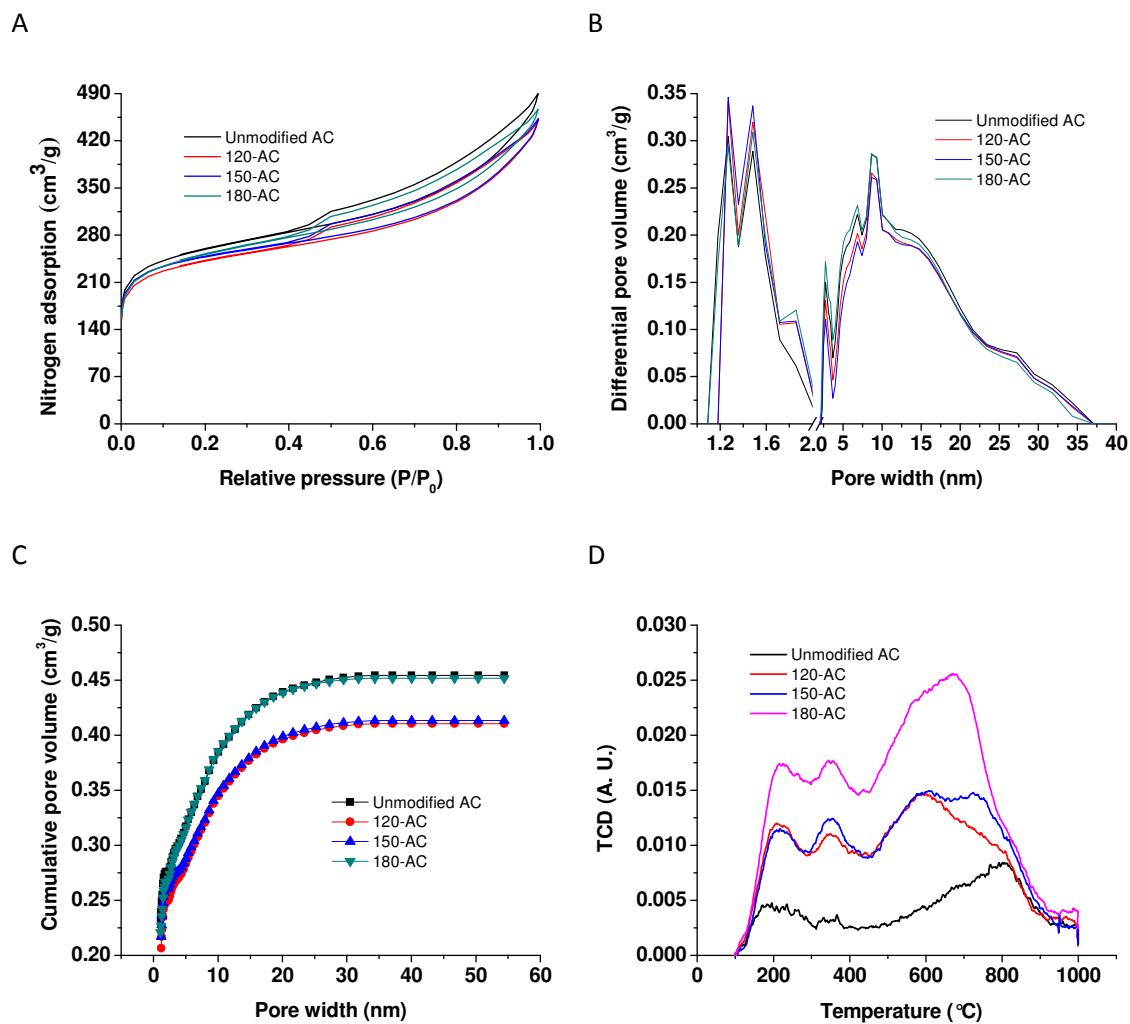 A
B
490
420
350
280
210
140
70
0
0.0 0.2 0.4 0.6 0.8 1.0
Nitrogen adsorption (cm3/g)
Relative pressure (P/P0)
Unmodified AC
120-AC
150-AC
180-AC
0.35
0.30
0.25
0.20
0.15
0.10
0.05
0.00
1.2 1.6 2.0 5 10 15 20 25 30 35 40
Differential pore volume (cm3/g)
Pore width (nm)
Unmodified AC
120-AC
150-AC
180-AC
C
D
0.50
0.45
0.40
0.35
0.30
0.25
0.20
0 10 20 30 40 50 60
Cumulative pore volume (cm3/g)
Pore width (nm)
Unmodified AC
120-AC
150-AC
180-AC
0.030
0.025
0.020
0.015
0.010
0.005
0.000
0 200 400 600 800 1000
TCD (A. U.)
Temperature (°C)
Unmodified AC
120-AC
150-AC
180-AC